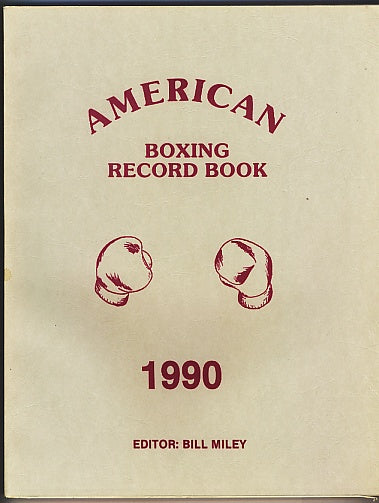 AMERICAN
BOXING
RECORD BOOK
1990
EDITOR: BILL MILEY